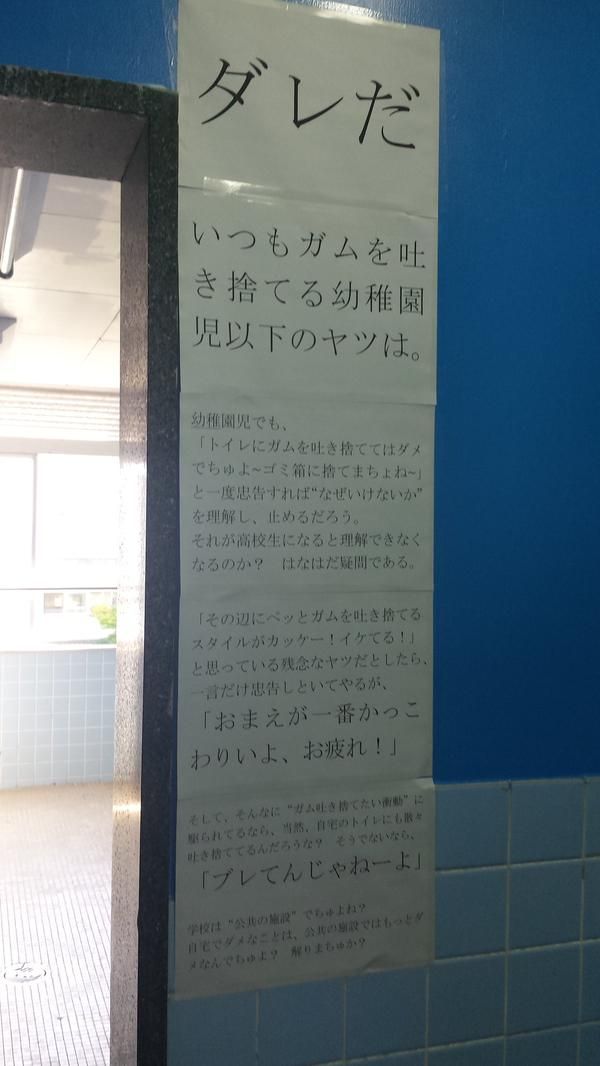 ダレだ
いつもガムを吐
き捨てる幼稚園
児以下のヤツは。
幼稚園児でも、
「トイレにガムを吐き捨ててはダメ
でちゅよ~ゴミ箱に捨てまちょね~」
と一度忠告すれば“なぜいけないか”
を理解し、止めるだろう。
それが高校生になると理解できなく
なるのか？　はなはだ疑問である。
「その辺にペッとガムを吐き捨てる
スタイルがカッケー！イケてる！」
と思っている残念なヤツだとしたら、
一言だけ忠告しといてやるが、
「おまえが一番かっこ
わりいよ、お疲れ！」
そして、そんなに“ガム吐き捨てたい衝動”に
駆られてるなら、当然、自宅のトイレにも散々
吐き捨ててるんだろうな？　そうでないなら、
「ブレてんじゃねーよ」
学校は“公共の施設”でちゅよね？
自宅でダメなことは、公共の施設ではもっとダ
メなんでちゅよ？　解りまちゅか？